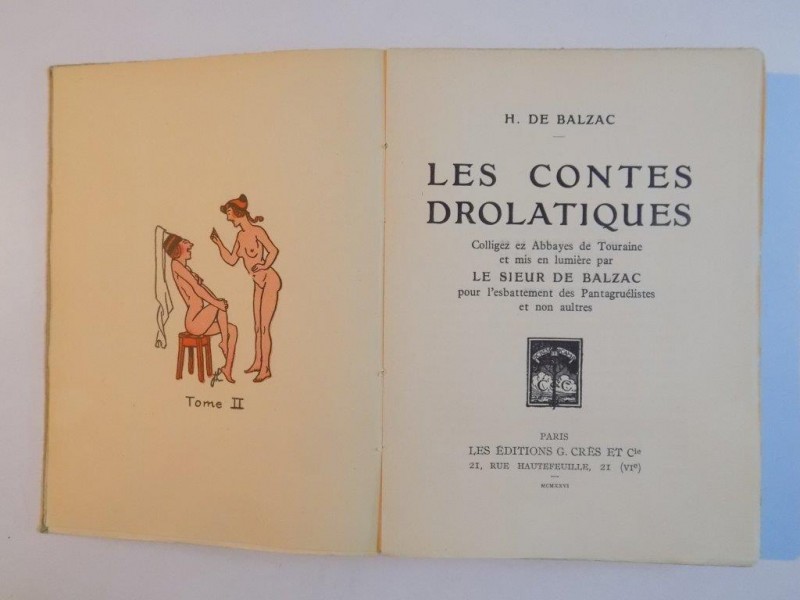 Tome II
H. DE BALZAC
LES CONTES
DROLATIQUES
Colligez ez Abbayes de Touraine
et mis en lumière par
LE SIEUR DE BALZAC
pour l'esbattement des Pantagruélistes
et non aultres
PARIS
LES ÉDITIONS G. CRÈS ET Cie
21, RUE HAUTEFEUILLE, 21 (VIe)
MCMXXVI